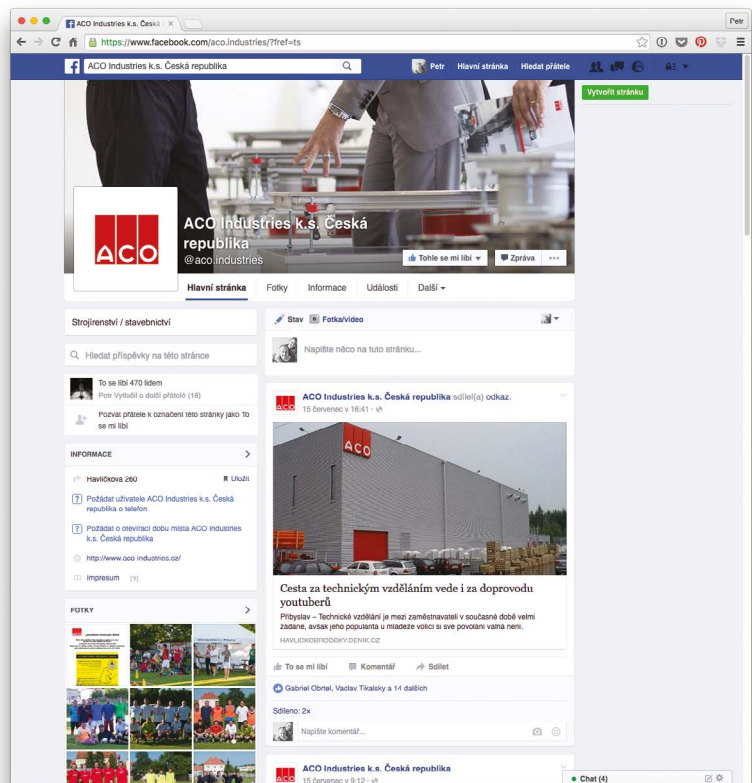 ACO Industries k.s. Česká
Petr
https://www.facebook.com/aco.industries/?fref=ts
ACO Industries k.s. Česká republika
Petr Hlavní stránka Hledat přátele
Vytvořit stránku
ACO
ACO Industries k.s. Česká
republika
@aco.industries
Tohle se mi líbí
Zpráva
Hlavní stránka Fotky Informace Události Další
Strojírenství / stavebnictví
Hledat příspěvky na této stránce
To se líbí 470 lidem
Petr Vytlačil a další přátelé (18)
Pozvat přátele k označení této stránky jako To
se mi líbí
INFORMACE
Havlíčkova 260
Uložit
Požádat uživatele ACO Industries k.s. Česká
republika o telefon
Požádat o otevírací dobu místa ACO Industries
k.s. Česká republika
http://www.aco-industries.cz/
Impresum [?]
FOTKY
Stav Fotka/video
Napište něco na tuto stránku...
ACO Industries k.s. Česká republika sdílel(a) odkaz.
15 červenec v 16:41
ACO
Cesta za technickým vzděláním vede i za doprovodu
youtuberů
Přibyslav – Technické vzdělání je mezi zaměstnavateli v současné době velmi
žádané, avšak jeho popularita u mládeže volící si své povolání valná není.
HAVLICKOBRODSKY.DENIK.CZ
To se mi líbí Komentář Sdílet
Gabriel Obrtel, Vaclav Tikalsky a 14 dalších
Sdíleno: 2x
Napište komentář...
ACO Industries k.s. Česká republika
15 červenec v 9:12
Chat (4)